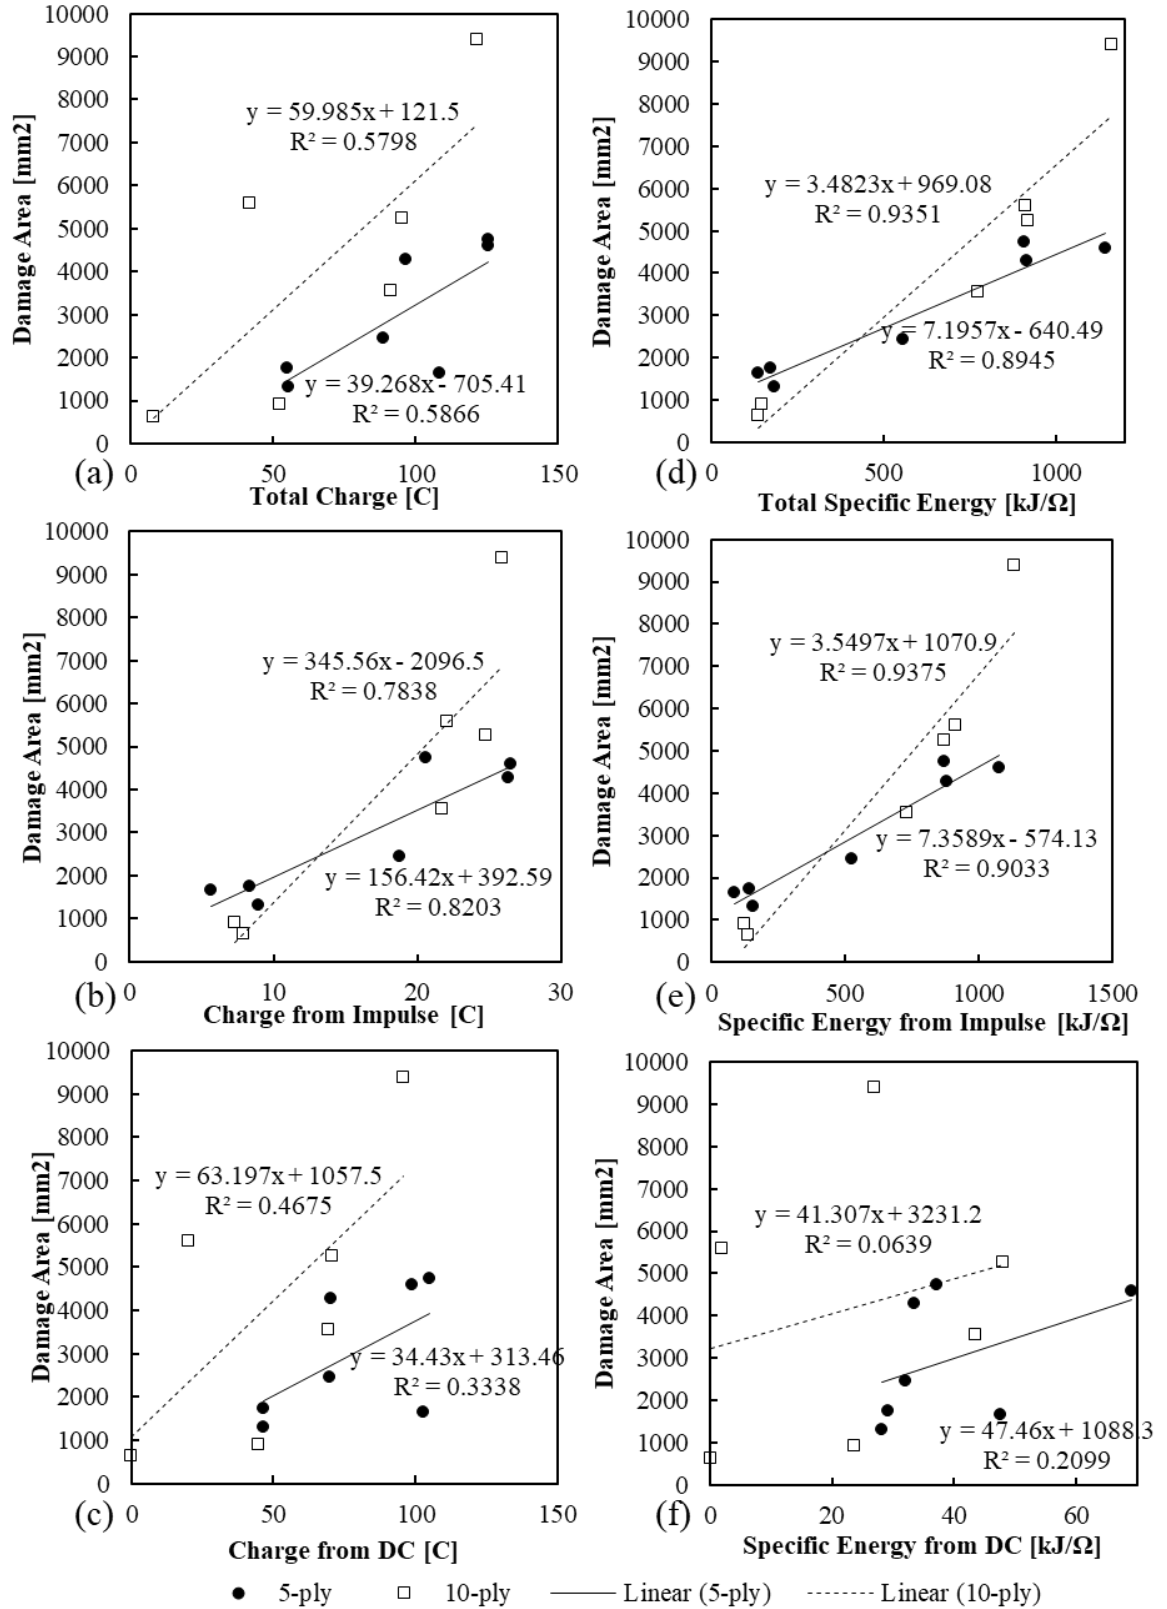 10000
9000
8000
7000
6000
5000
4000
3000
2000
1000
0
Damage Area [mm2]
y = 59.985x + 121.5
R² = 0.5798
y = 39.268x - 705.41
R² = 0.5866
0 50 100 150
(a)
Total Charge [C]
10000
9000
8000
7000
6000
5000
4000
3000
2000
1000
0
Damage Area [mm2]
y = 3.4823x + 969.08
R² = 0.9351
y = 7.1957x - 640.49
R² = 0.8945
0 500 1000
(d)
Total Specific Energy [kJ/Ω]
10000
9000
8000
7000
6000
5000
4000
3000
2000
1000
0
Damage Area [mm2]
y = 345.56x - 2096.5
R² = 0.7838
y = 156.42x + 392.59
R² = 0.8203
0 10 20 30
(b)
Charge from Impulse [C]
10000
9000
8000
7000
6000
5000
4000
3000
2000
1000
0
Damage Area [mm2]
y = 3.5497x + 1070.9
R² = 0.9375
y = 7.3589x - 574.13
R² = 0.9033
0 500 1000 1500
(e)
Specific Energy from Impulse [kJ/Ω]
10000
9000
8000
7000
6000
5000
4000
3000
2000
1000
0
Damage Area [mm2]
y = 63.197x + 1057.5
R² = 0.4675
y = 34.43x + 313.46
R² = 0.3338
0 50 100 150
(c)
Charge from DC [C]
10000
9000
8000
7000
6000
5000
4000
3000
2000
1000
0
Damage Area [mm2]
y = 41.307x + 3231.2
R² = 0.0639
y = 47.46x + 1088.3
R² = 0.2099
0 20 40 60
(f)
Specific Energy from DC [kJ/Ω]
5-ply 10-ply Linear (5-ply) Linear (10-ply)